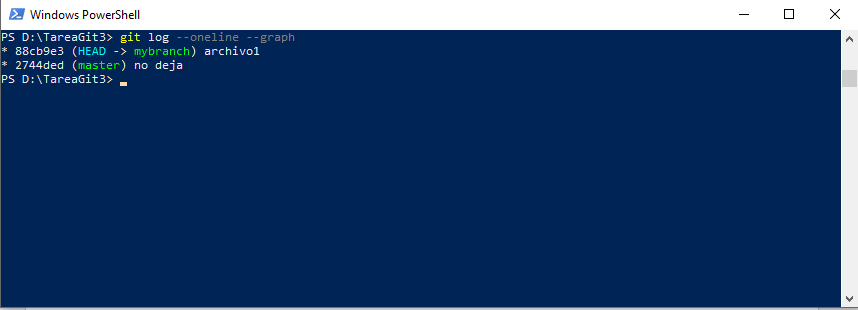 Windows PowerShell
PS D:\TareaGit3> git log --oneline --graph
* 88cb9e3 (HEAD -> mybranch) archivo1
* 2744ded (master) no deja
PS D:\TareaGit3>